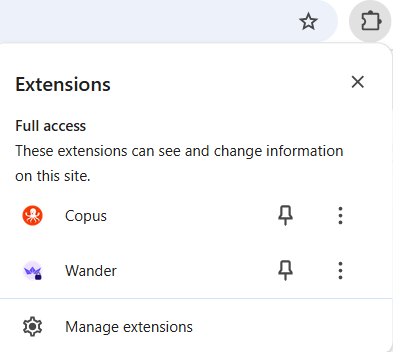 Extensions
Full access
These extensions can see and change information
on this site.
Copus
Wander
Manage extensions